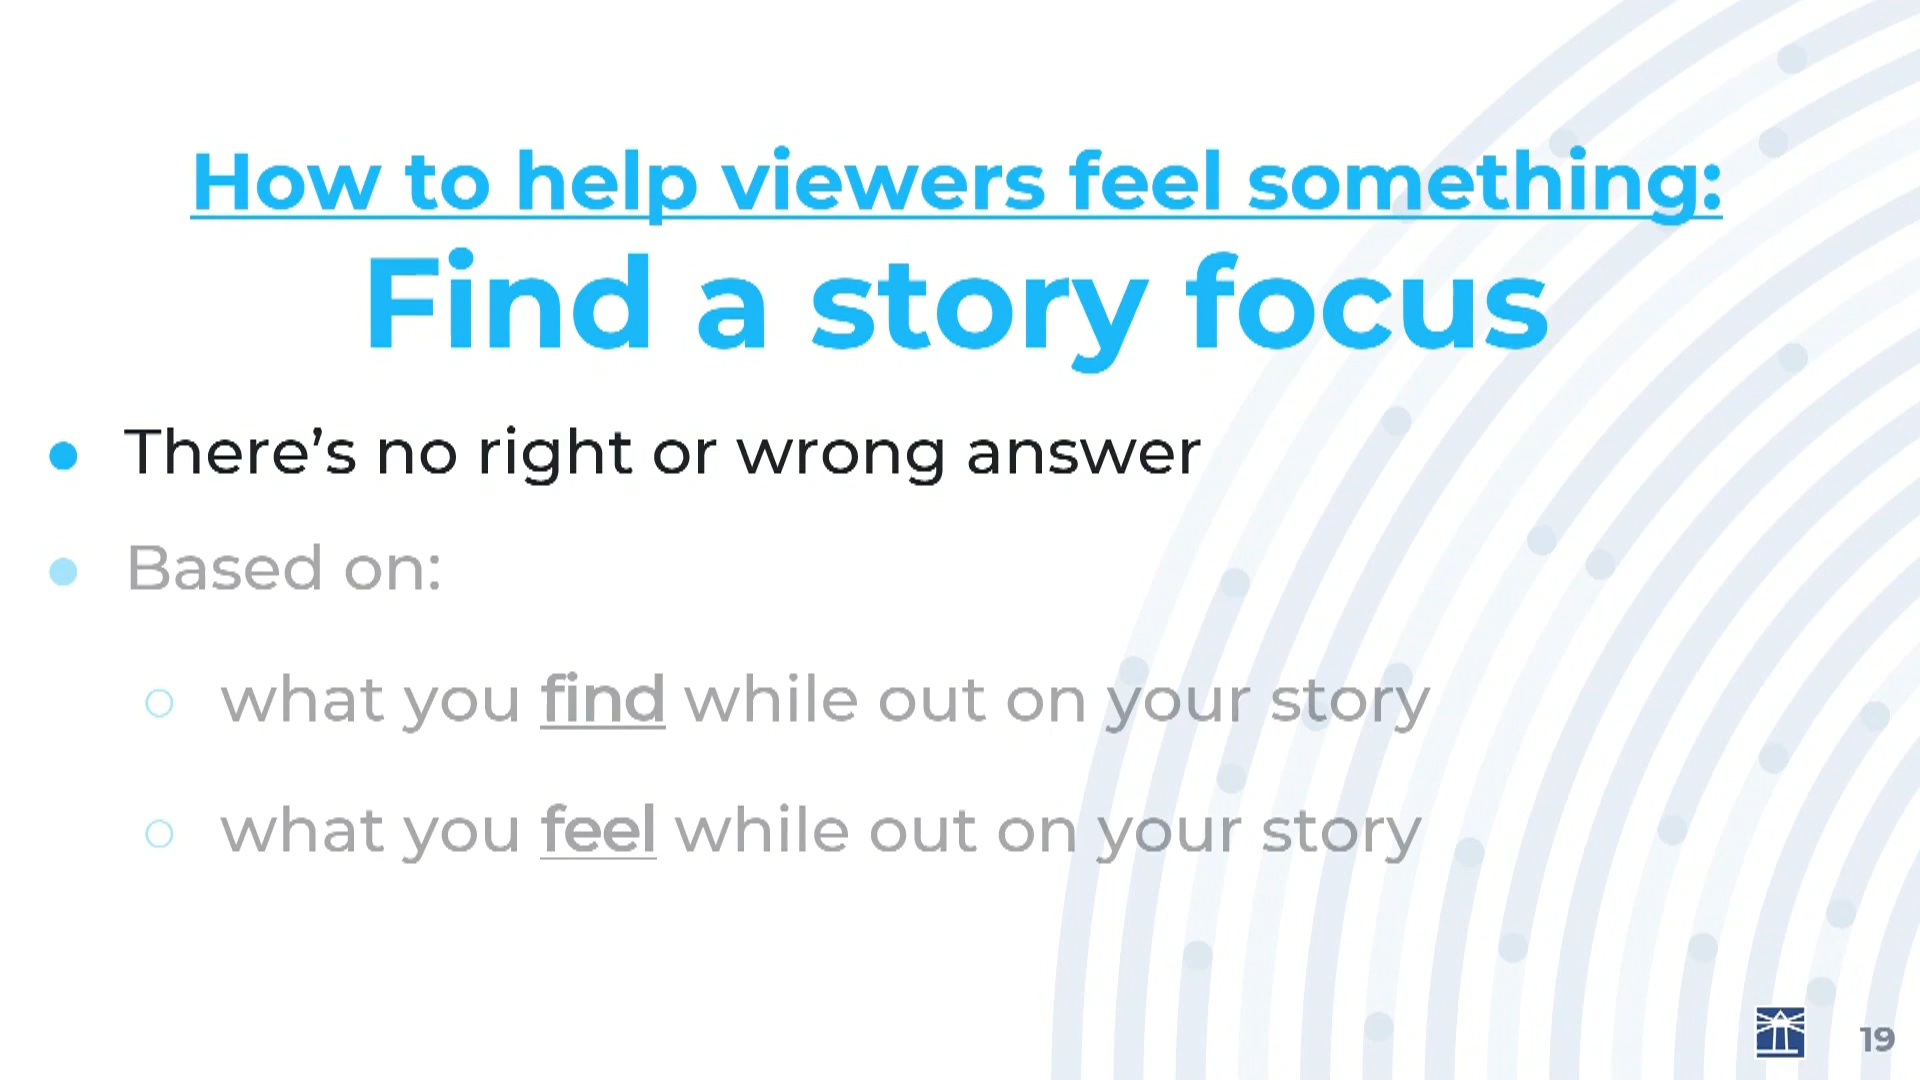 How to help viewers feel something:
Find a story focus
● There’s no right or wrong answer
● Based on:
○ what you find while out on your story
○ what you feel while out on your story
19